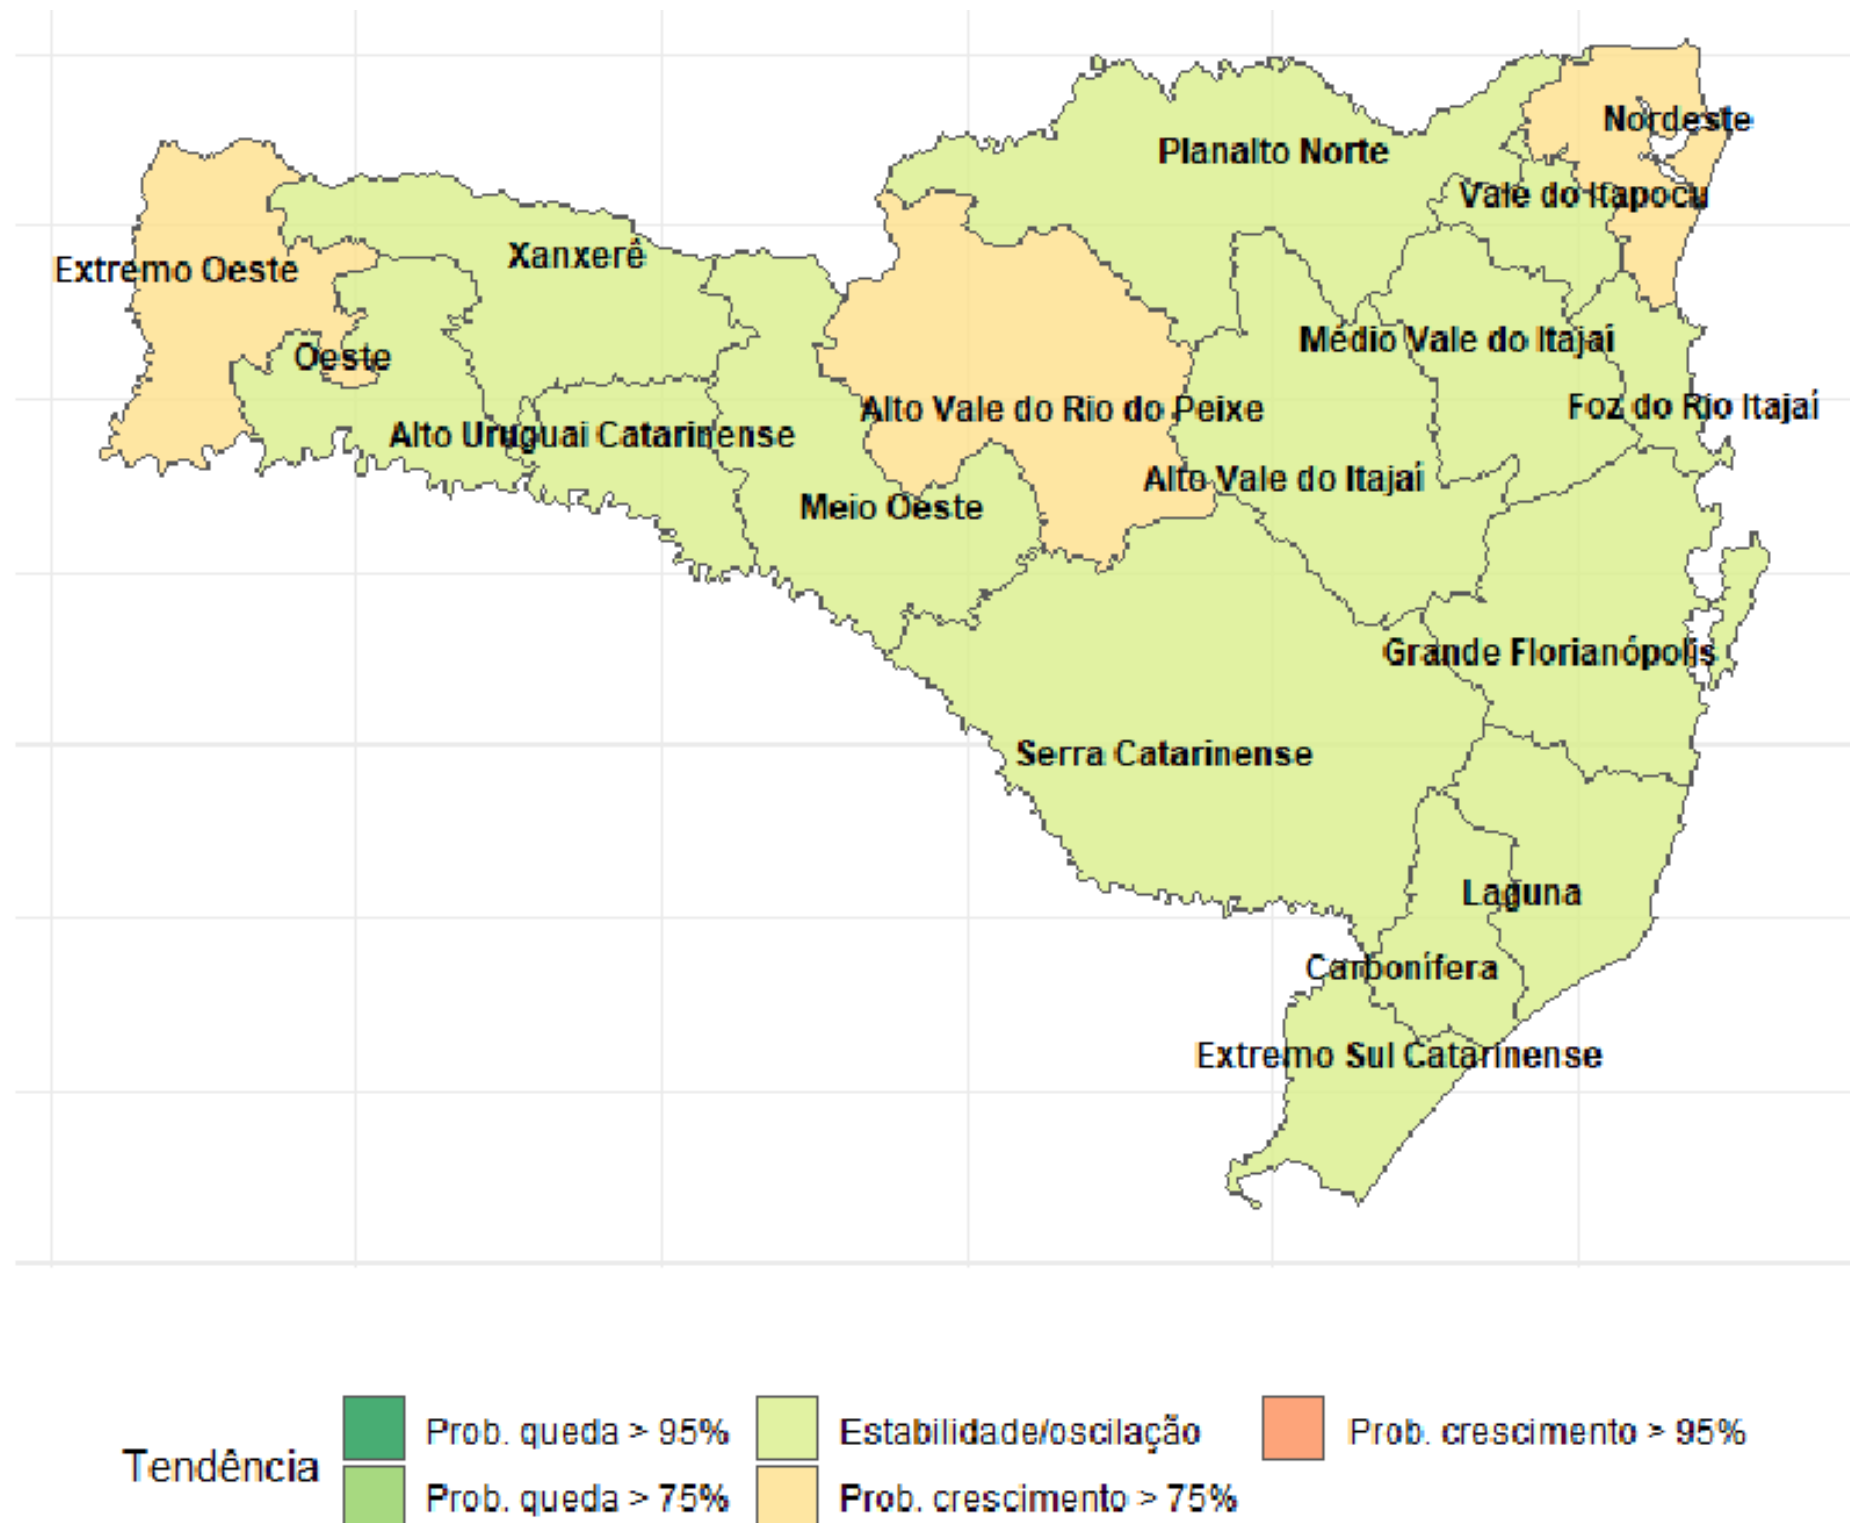 Nordeste
Planalto Norte
Vale do Itapocu
Xanxerê
Extremo Oeste
Médio Vale do Itajaí
Oeste
Alto Vale do Rio do Peixe
Foz do Rio Itajaí
Alto Uruguai Catarinense
Alto Vale do Itajaí
Meio Oeste
Grande Florianópolis
Serra Catarinense
Laguna
Carbonífera
Extremo Sul Catarinense
Tendência
Prob. queda > 95%
Prob. queda > 75%
Estabilidade/oscilação
Prob. crescimento > 75%
Prob. crescimento > 95%